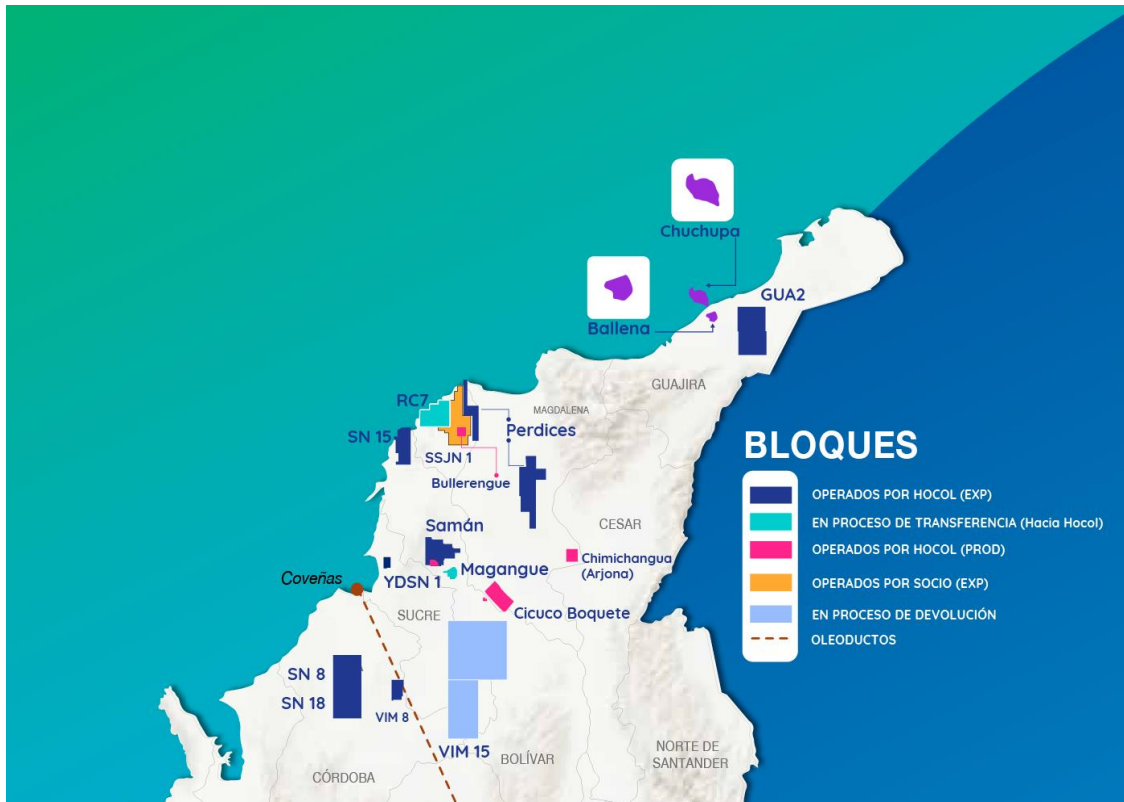 Chuchupa
GUA2
Ballena
GUAJIRA
RC7
MAGDALENA
Perdices
SN 15
SSJN 1
Bullerengue
BLOQUES
OPERADOS POR HOCOL (EXP)
EN PROCESO DE TRANSFERENCIA (Hacia Hocol)
OPERADOS POR HOCOL (PROD)
OPERADOS POR SOCIO (EXP)
EN PROCESO DE DEVOLUCIÓN
OLEODUCTOS
Samán
CESAR
Chimichangua
(Arjona)
Magangue
YDSN 1
Coveñas
Cicuco Boquete
SUCRE
SN 8
SN 18
VIM 8
VIM 15
BOLÍVAR
NORTE DE
SANTANDER
CÓRDOBA